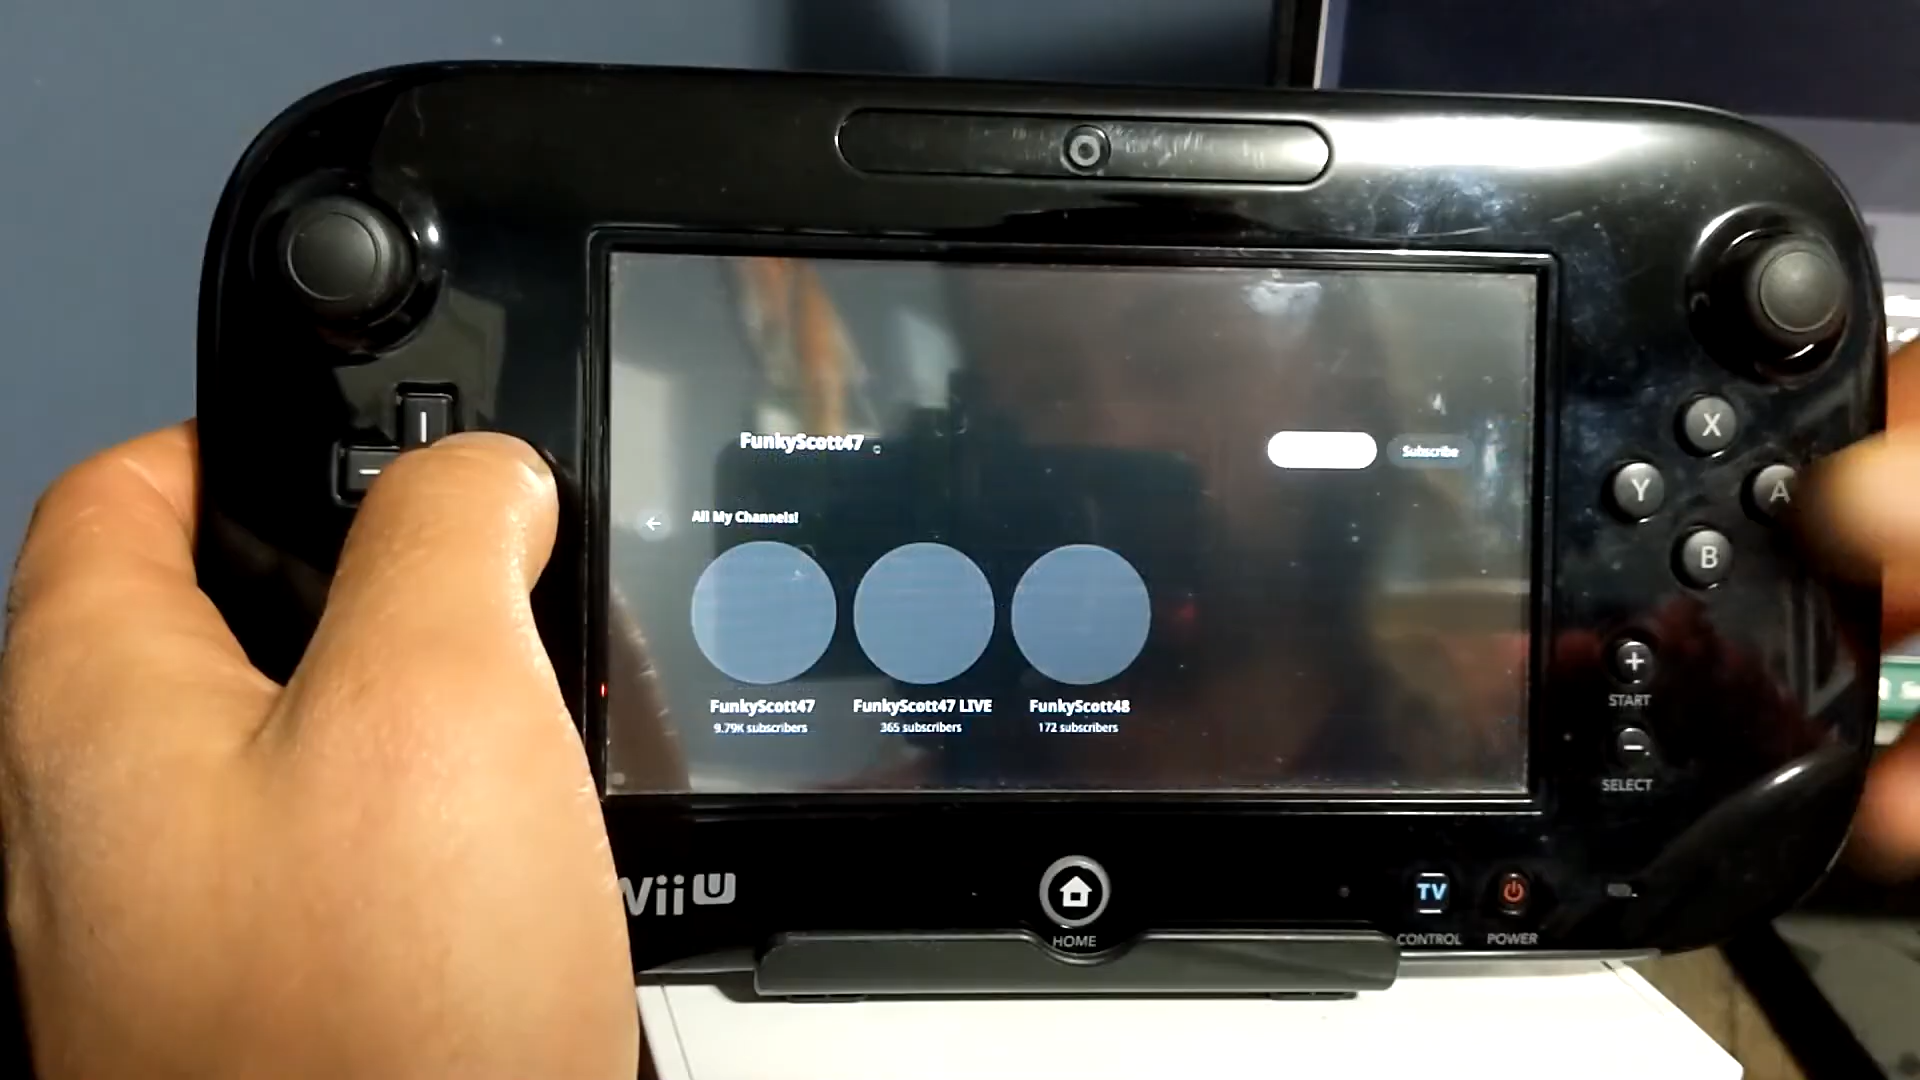 FunkyScott47
Subscribe
All My Channels!
FunkyScott47
9.79K subscribers
FunkyScott47 LIVE
365 subscribers
FunkyScott48
172 subscribers
X
Y
A
B
+
START
−
SELECT
Wii U
HOME
TV
CONTROL
POWER